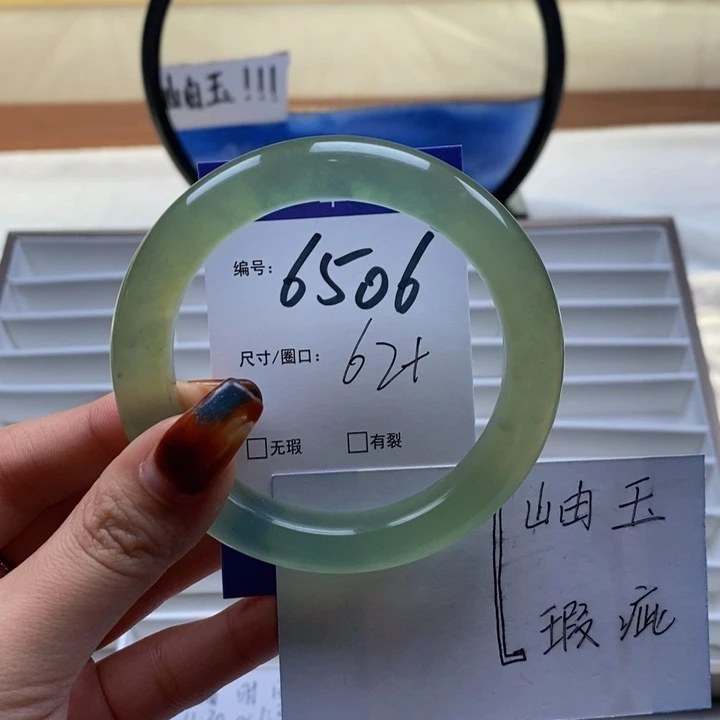 岫玉!!!
编号: 6506
尺寸/圈口: 62+
□无瑕 □有裂
岫玉
瑕疵